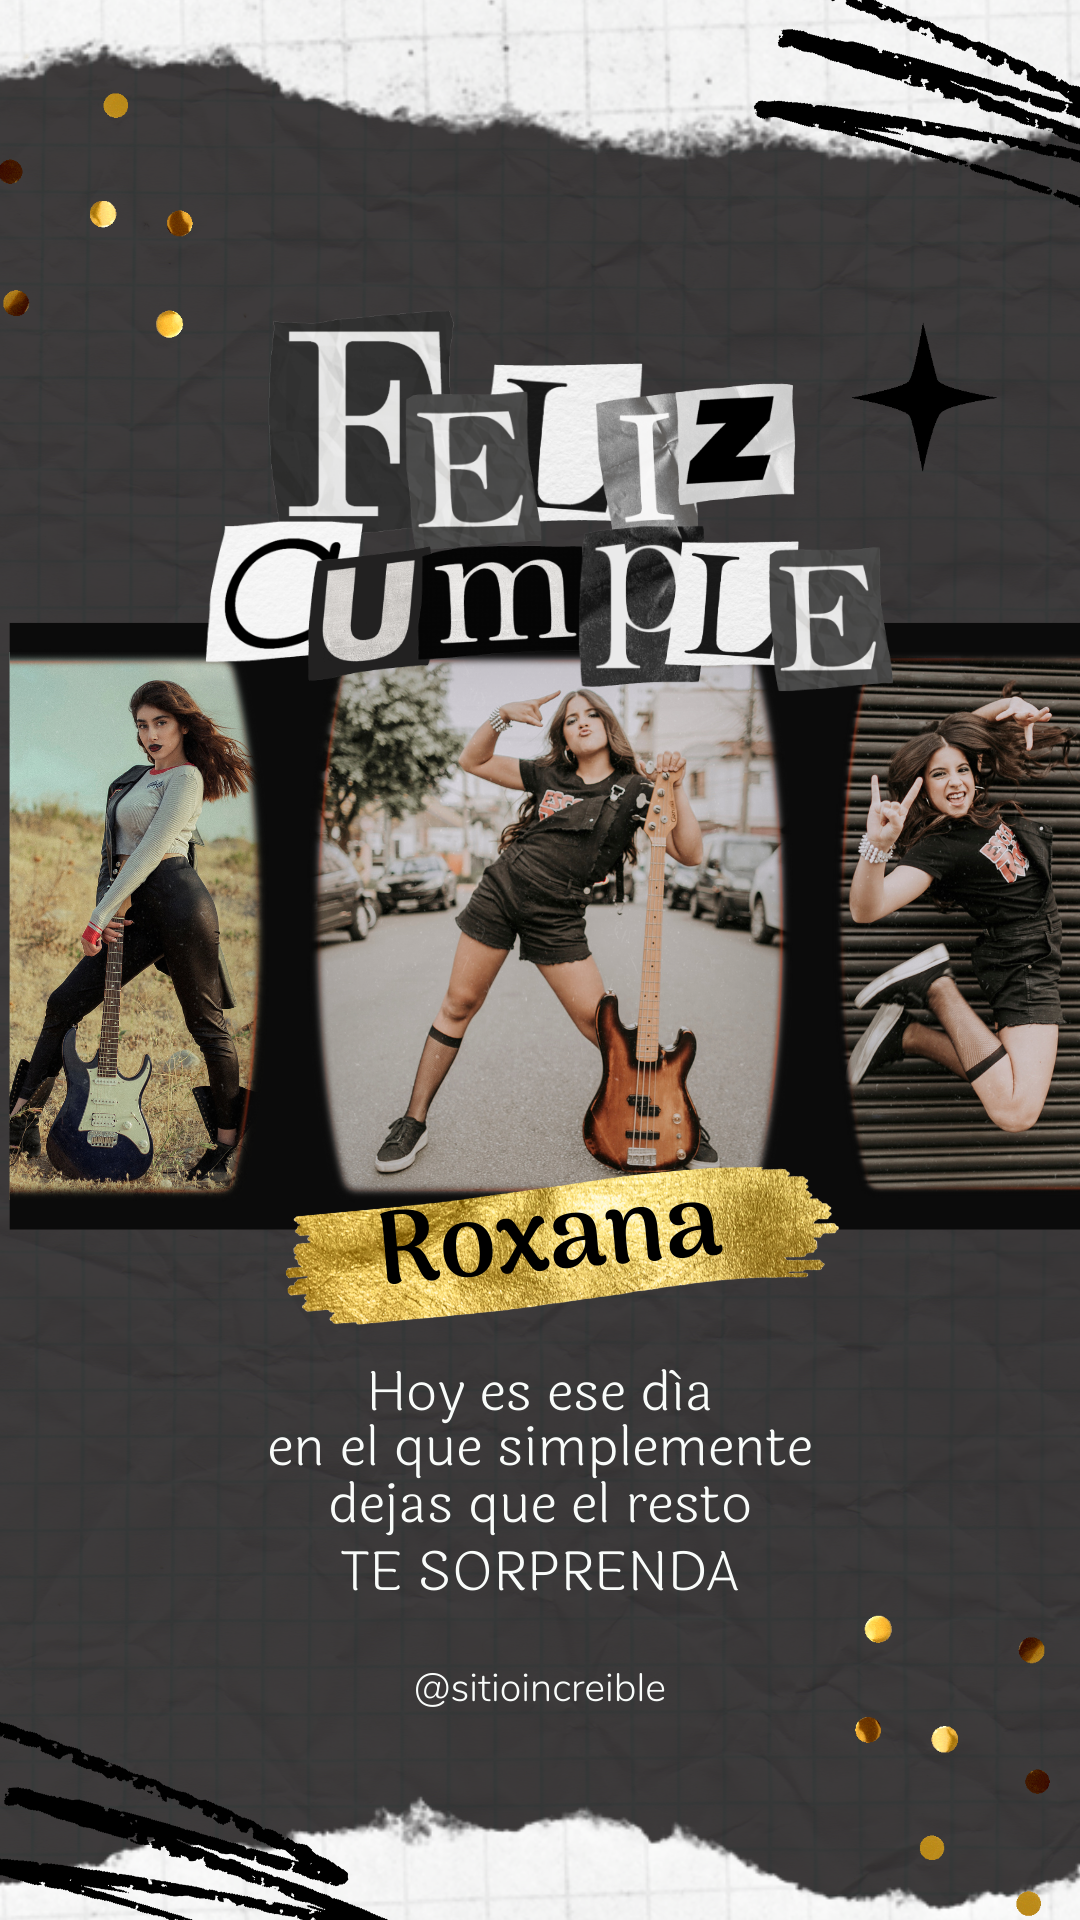 FELIZ
CUmpLE
Roxana
Hoy es ese dìa
en el que simplemente
dejas que el resto
TE SORPRENDA
@sitioincreible